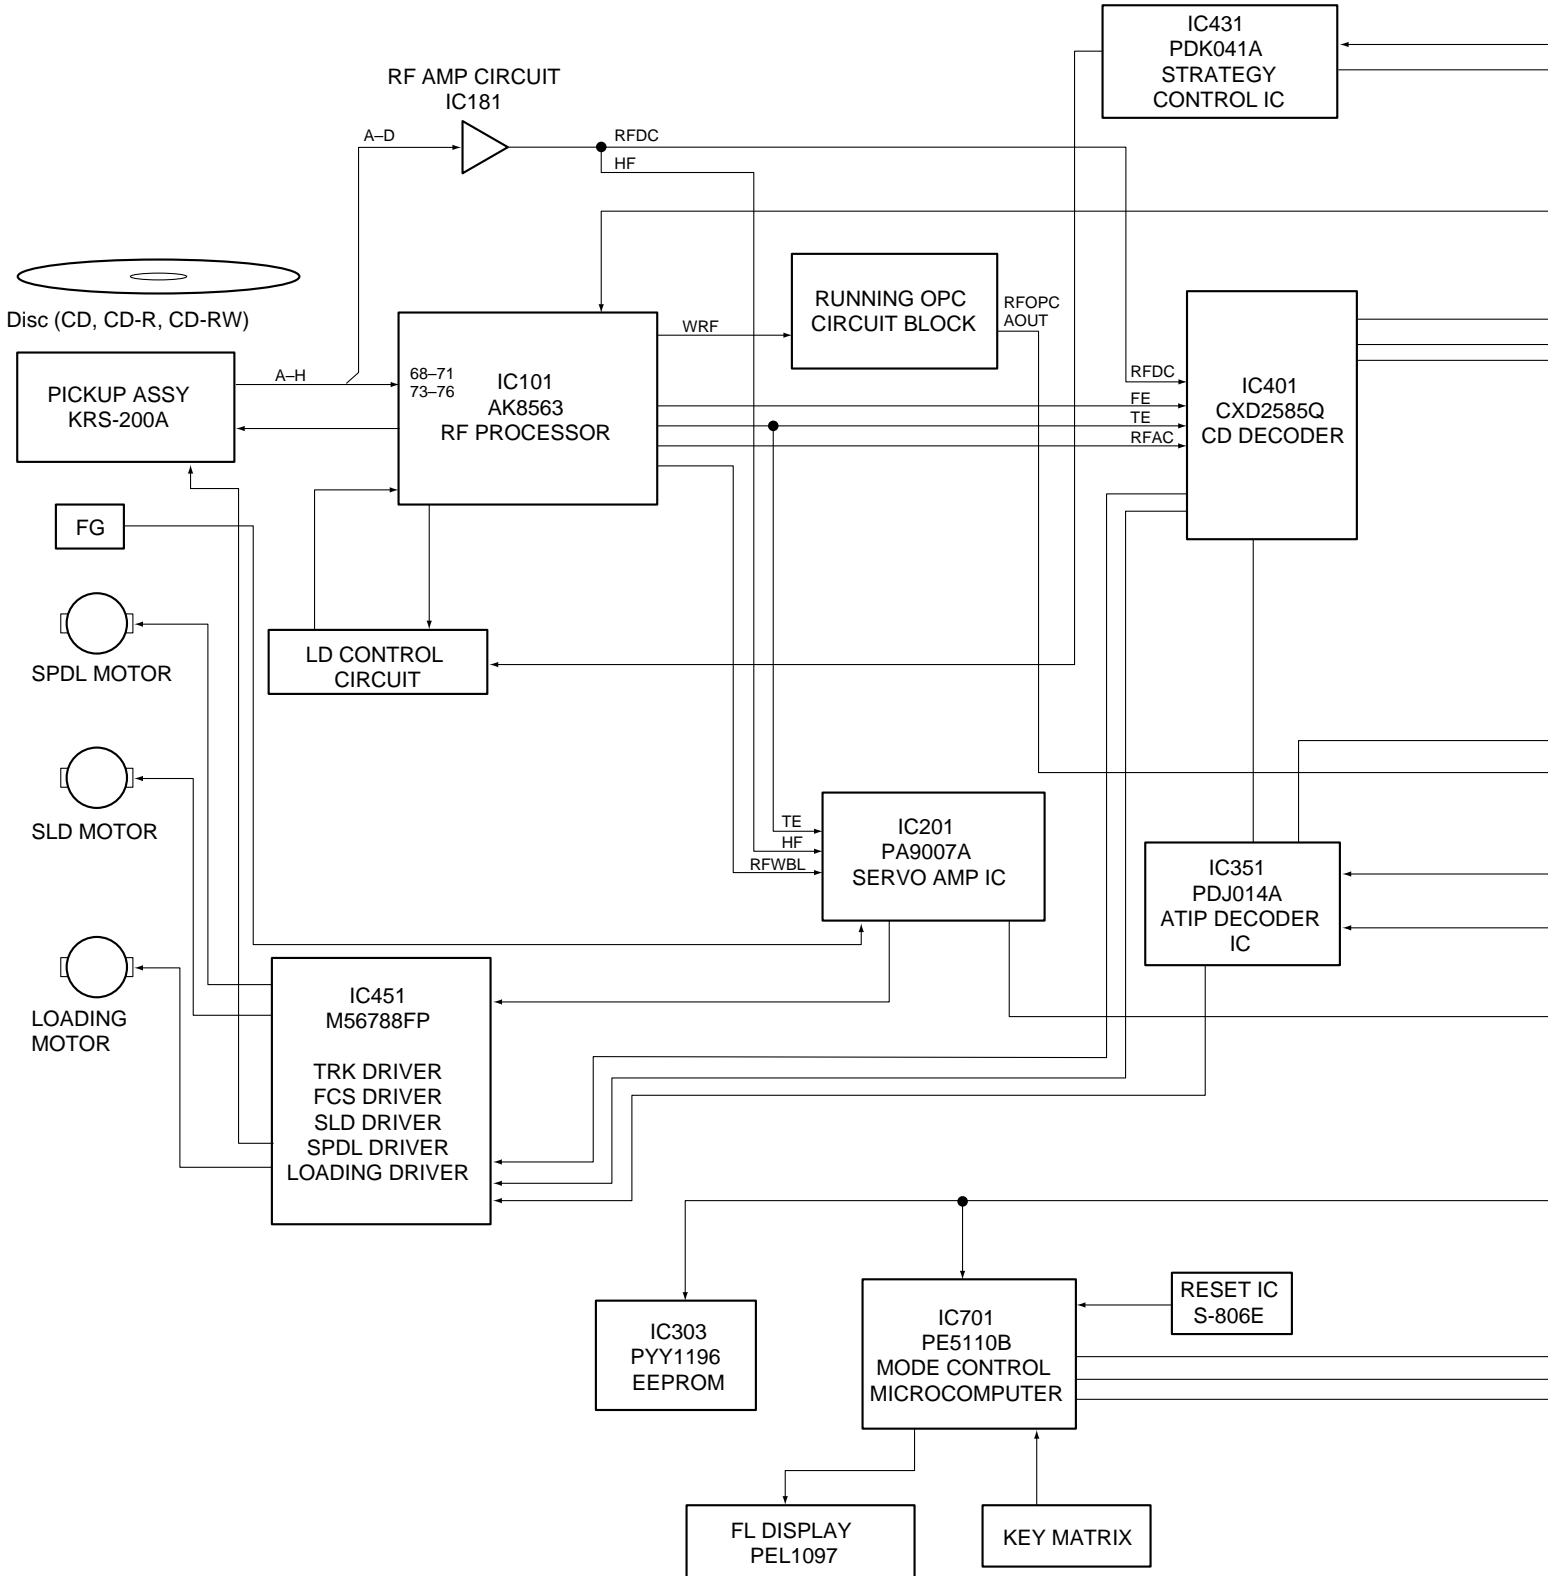 IC431
PDK041A
STRATEGY
CONTROL IC
RF AMP CIRCUIT
IC181
A–D
RFDC
HF
Disc (CD, CD-R, CD-RW)
PICKUP ASSY
KRS-200A
A–H
68–71
73–76
IC101
AK8563
RF PROCESSOR
WRF
RUNNING OPC
CIRCUIT BLOCK
RFOPC
AOUT
RFDC
FE
TE
RFAC
IC401
CXD2585Q
CD DECODER
FG
SPDL MOTOR
LD CONTROL
CIRCUIT
SLD MOTOR
TE
HF
RFWBL
IC201
PA9007A
SERVO AMP IC
IC351
PDJ014A
ATIP DECODER
IC
LOADING
MOTOR
IC451
M56788FP
TRK DRIVER
FCS DRIVER
SLD DRIVER
SPDL DRIVER
LOADING DRIVER
IC303
PYY1196
EEPROM
IC701
PE5110B
MODE CONTROL
MICROCOMPUTER
RESET IC
S-806E
FL DISPLAY
PEL1097
KEY MATRIX